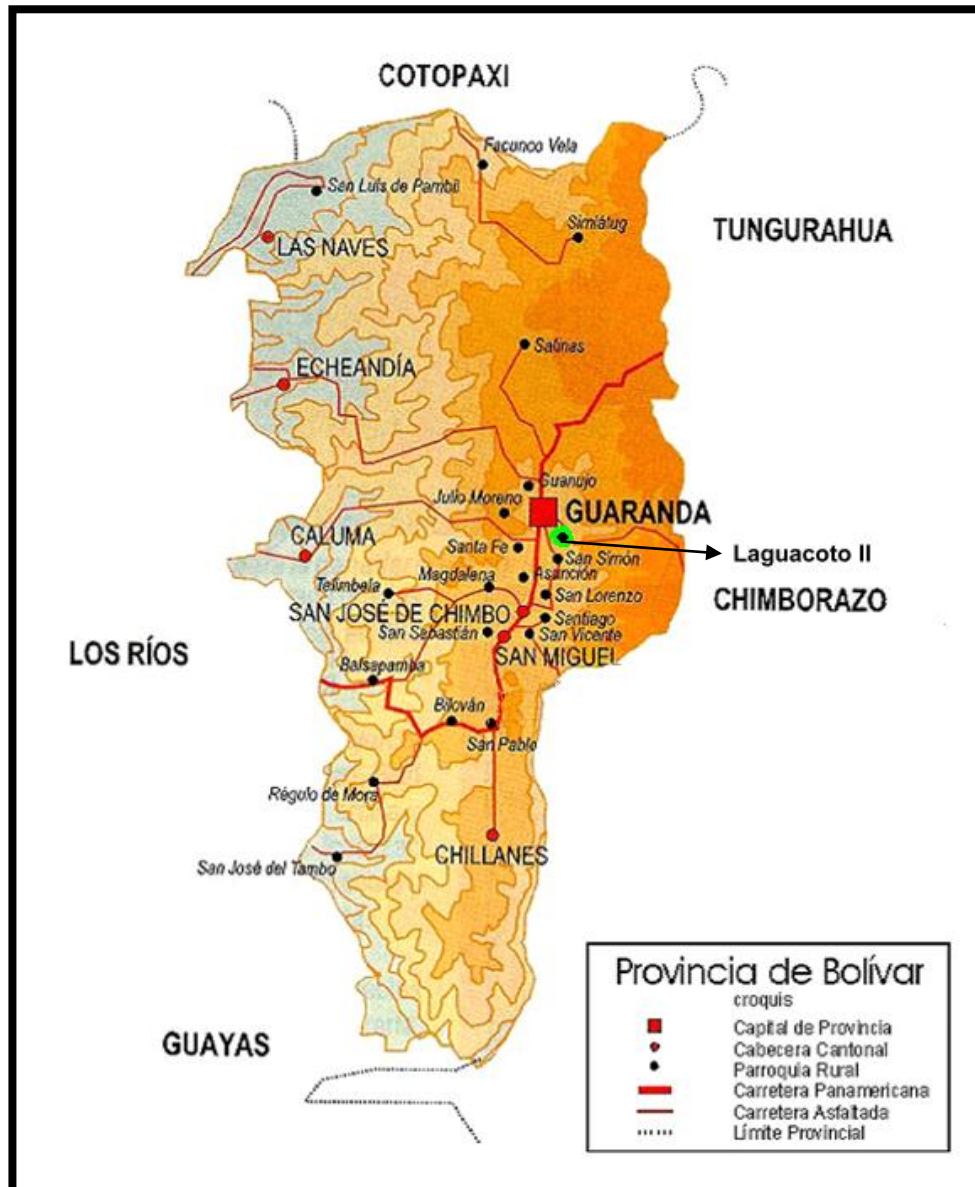 COTOPAXI
Facunco Vela
San Luis de Pambil
TUNGURAHUA
Simiátug
LAS NAVES
Salinas
ECHEANDÍA
Guanujo
Julio Moreno
GUARANDA
CALUMA
Santa Fe
San Simón
Laguacoto II
Telimbela
Magdalena
Asunción
CHIMBORAZO
San Lorenzo
SAN JOSÉ DE CHIMBO
Santiago
San Sebastián
San Vicente
LOS RÍOS
SAN MIGUEL
Balsapamba
Bilován
San Pablo
Régulo de Mora
CHILLANES
San José del Tambo
GUAYAS
Provincia de Bolívar
croquis
Capital de Provincia
Cabecera Cantonal
Parroquia Rural
Carretera Panamericana
Carretera Asfaltada
Límite Provincial